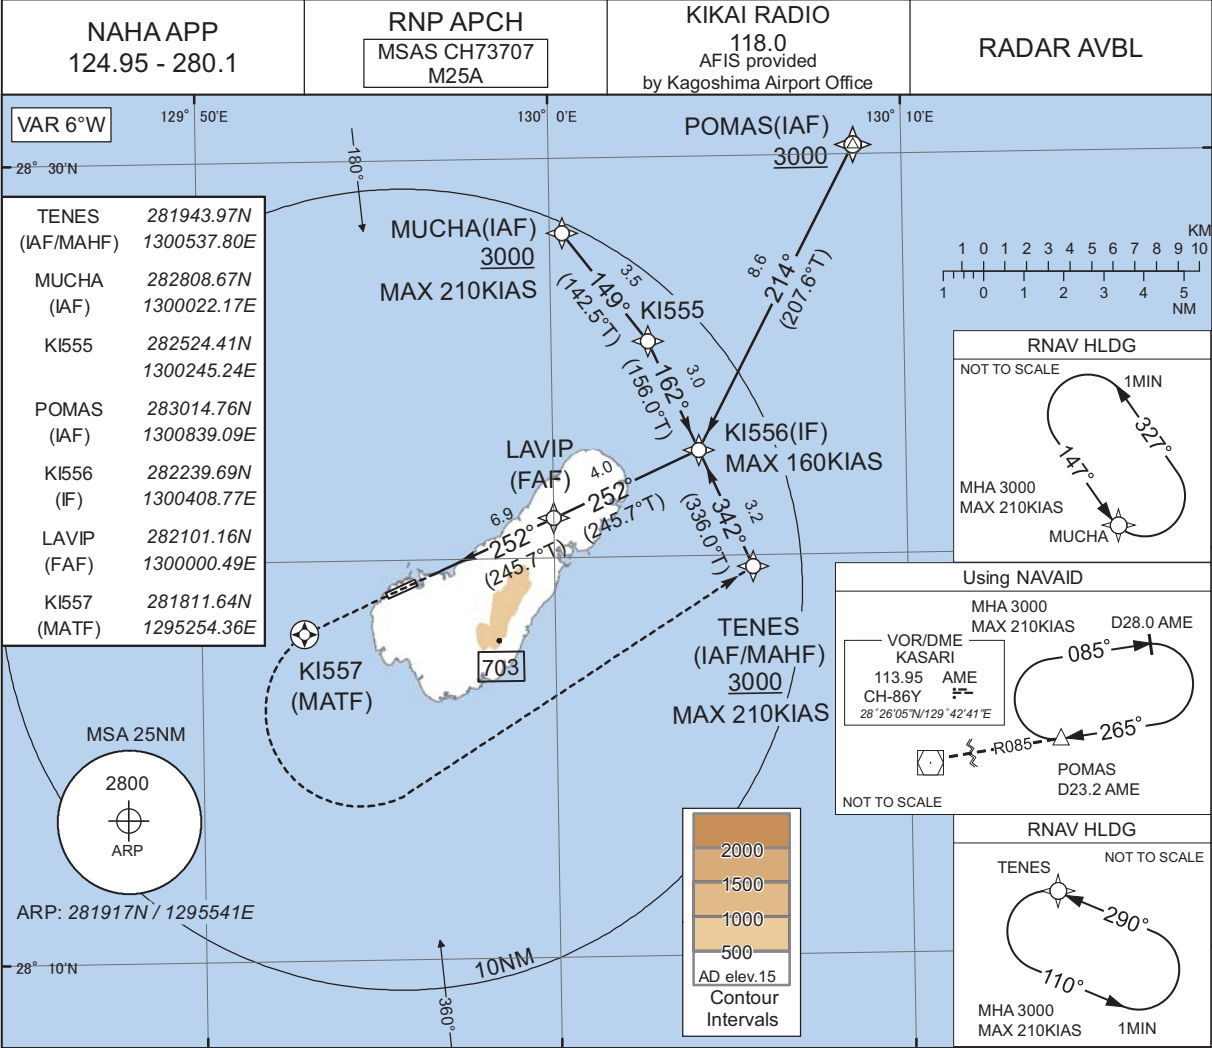 NAHA APP
124.95 - 280.1
RNP APCH
MSAS CH73707
M25A
KIKAI RADIO
118.0
AFIS provided
by Kagoshima Airport Office
RADAR AVBL
VAR 6°W
129° 50'E
130° 0'E
130° 10'E
28° 30'N
28° 10'N
TENES 281943.97N
(IAF/MAHF) 1300537.80E
MUCHA 282808.67N
(IAF) 1300022.17E
KI555 282524.41N
1300245.24E
POMAS 283014.76N
(IAF) 1300839.09E
KI556 282239.69N
(IF) 1300408.77E
LAVIP 282101.16N
(FAF) 1300000.49E
KI557 281811.64N
(MATF) 1295254.36E
180°
POMAS(IAF)
3000
MUCHA(IAF)
3000
MAX 210KIAS
3.5
149°
(142.5°T)
KI555
8.6
214°
(207.6°T)
3.0
162°
(156.0°T)
KI556(IF)
MAX 160KIAS
LAVIP
(FAF)
4.0
252°
(245.7°T)
6.9
252°
(245.7°T)
3.2
342°
(336.0°T)
TENES
(IAF/MAHF)
3000
MAX 210KIAS
KI557
(MATF)
703
MSA 25NM
2800
ARP
ARP: 281917N / 1295541E
10NM
360°
KM
1 0 1 2 3 4 5 6 7 8 9 10
1 0 1 2 3 4 5
NM
RNAV HLDG
NOT TO SCALE
1MIN
327°
147°
MHA 3000
MAX 210KIAS
MUCHA
Using NAVAID
MHA 3000
MAX 210KIAS
D28.0 AME
VOR/DME
KASARI
113.95 AME
CH-86Y
28°26'05"N/129°42'41"E
085°
265°
R085
POMAS
D23.2 AME
NOT TO SCALE
RNAV HLDG
NOT TO SCALE
TENES
290°
110°
MHA 3000
MAX 210KIAS
1MIN
2000
1500
1000
500
AD elev.15
Contour
Intervals